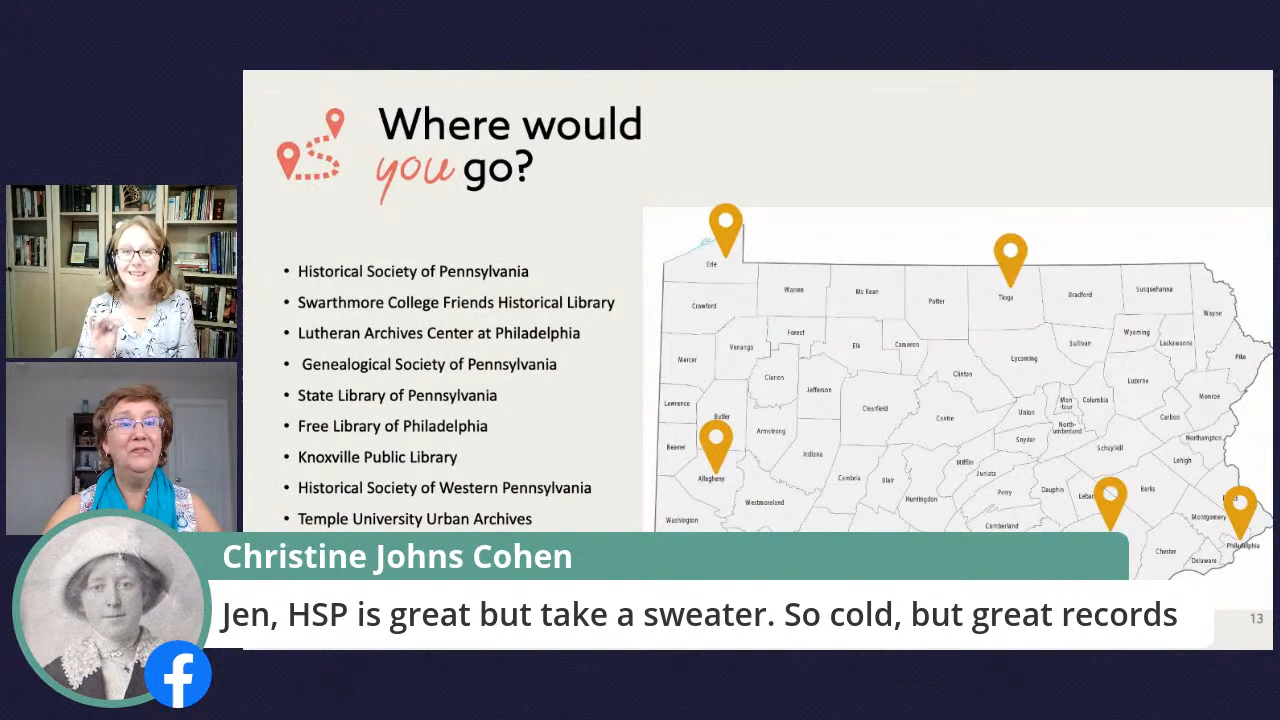 Where would
you go?
• Historical Society of Pennsylvania
• Swarthmore College Friends Historical Library
• Lutheran Archives Center at Philadelphia
• Genealogical Society of Pennsylvania
• State Library of Pennsylvania
• Free Library of Philadelphia
• Knoxville Public Library
• Historical Society of Western Pennsylvania
• Temple University Urban Archives
Erie
Crawford
Warren
Mc Kean
Potter
Tioga
Bradford
Susquehanna
Wayne
Forest
Venango
Elk
Cameron
Sullivan
Wyoming
Lackawanna
Pike
Mercer
Clarion
Jefferson
Clinton
Lycoming
Luzerne
Monroe
Lawrence
Butler
Clearfield
Centre
Union
Mon
tour
Columbia
Carbon
Beaver
Armstrong
Indiana
Snyder
North-
umberland
Schuylkill
Northampton
Lehigh
Allegheny
Cambria
Blair
Mifflin
Juniata
Huntingdon
Perry
Dauphin
Berks
Washington
Westmoreland
Cumberland
Montgomery
Chester
Delaware
Philadelphia
Christine Johns Cohen
Jen, HSP is great but take a sweater. So cold, but great records
13